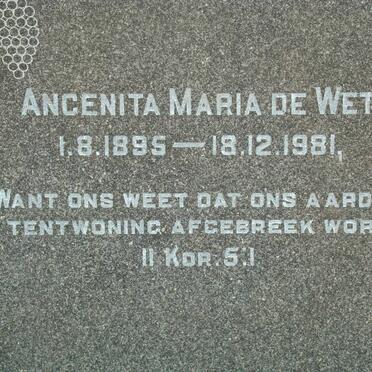 ANGENITA MARIA DE WET
1.8.1895 — 18.12.1981.
WANT ONS WEET DAT ONS AARD
TENTWONING AFGEBREEK WOR
II KOR. 5:1